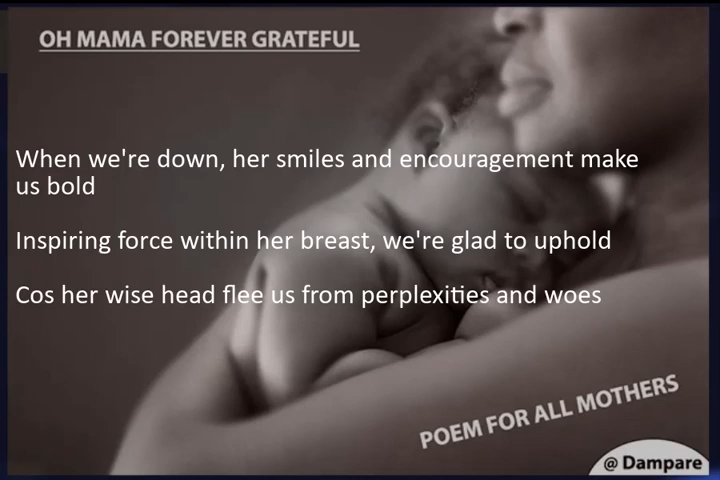 OH MAMA FOREVER GRATEFUL
When we're down, her smiles and encouragement make
us bold
Inspiring force within her breast, we're glad to uphold
Cos her wise head flee us from perplexities and woes
POEM FOR ALL MOTHERS
@ Dampare